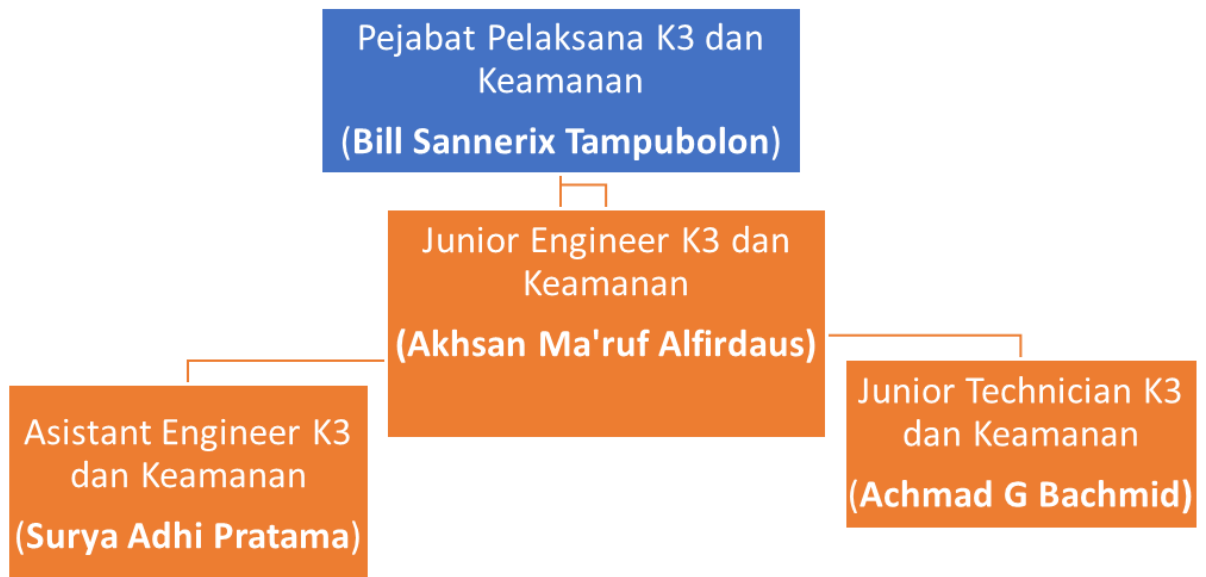 Pejabat Pelaksana K3 dan
Keamanan
(Bill Sannerix Tampubolon)
Junior Engineer K3 dan
Keamanan
(Akhsan Ma'ruf Alfirdaus)
Asistant Engineer K3
dan Keamanan
(Surya Adhi Pratama)
Junior Technician K3
dan Keamanan
(Achmad G Bachmid)